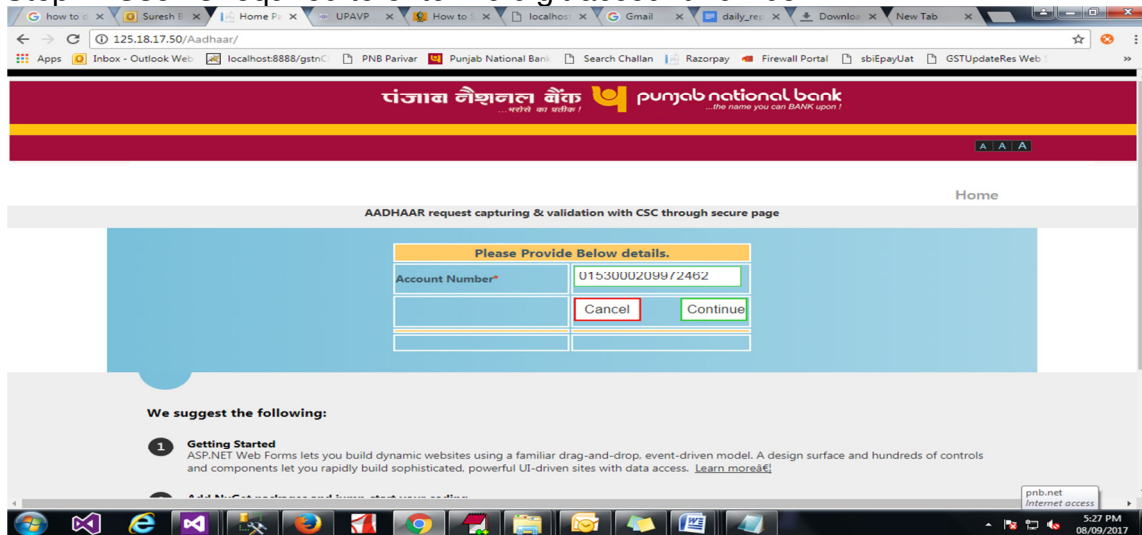 how to d
Suresh B
Home Pa
UPAVP
How to S
localhos
Gmail
daily_rep
Downloa
New Tab
125.18.17.50/Aadhaar/
Apps
Inbox - Outlook Web
localhost:8888/gstnC
PNB Parivar
Punjab National Bank
Search Challan
Razorpay
Firewall Portal
sbiEpayUat
GSTUpdateRes Web S
»
पंजाब नैशनल बैंक
...भरोसे का प्रतीक !
punjab national bank
...the name you can BANK upon !
A A A
Home
AADHAAR request capturing & validation with CSC through secure page
Please Provide Below details.
Account Number*
0153000209972462
Cancel
Continue
We suggest the following:
1
Getting Started
ASP.NET Web Forms lets you build dynamic websites using a familiar drag-and-drop, event-driven model. A design surface and hundreds of controls
and components let you rapidly build sophisticated, powerful UI-driven sites with data access. Learn moreâ€¦
pnb.net
Internet access
5:27 PM
08/09/2017